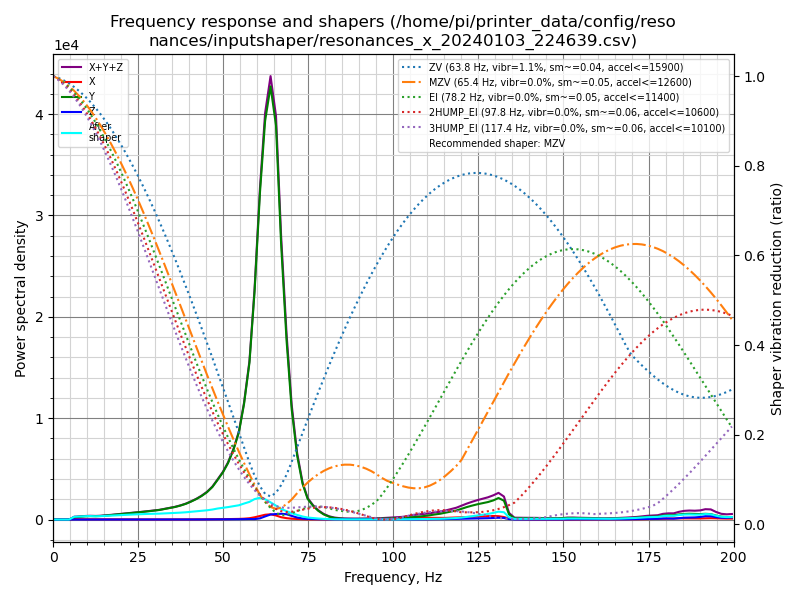 Frequency response and shapers (/home/pi/printer_data/config/reso
nances/inputshaper/resonances_x_20240103_224639.csv)
1e4
X+Y+Z
X
Y
Z
After
shaper
ZV (63.8 Hz, vibr=1.1%, sm~=0.04, accel<=15900)
MZV (65.4 Hz, vibr=0.0%, sm~=0.05, accel<=12600)
EI (78.2 Hz, vibr=0.0%, sm~=0.05, accel<=11400)
2HUMP_EI (97.8 Hz, vibr=0.0%, sm~=0.06, accel<=10600)
3HUMP_EI (117.4 Hz, vibr=0.0%, sm~=0.06, accel<=10100)
Recommended shaper: MZV
Power spectral density
4
3
2
1
0
1.0
0.8
0.6
0.4
0.2
0.0
Shaper vibration reduction (ratio)
0 25 50 75 100 125 150 175 200
Frequency, Hz